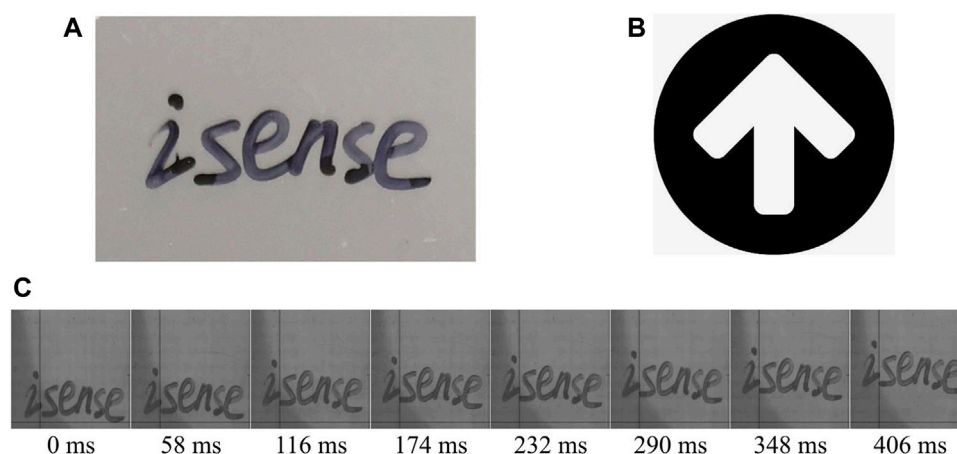 A
B
isense
C
isense isense isense isense isense isense isense isense
0 ms 58 ms 116 ms 174 ms 232 ms 290 ms 348 ms 406 ms